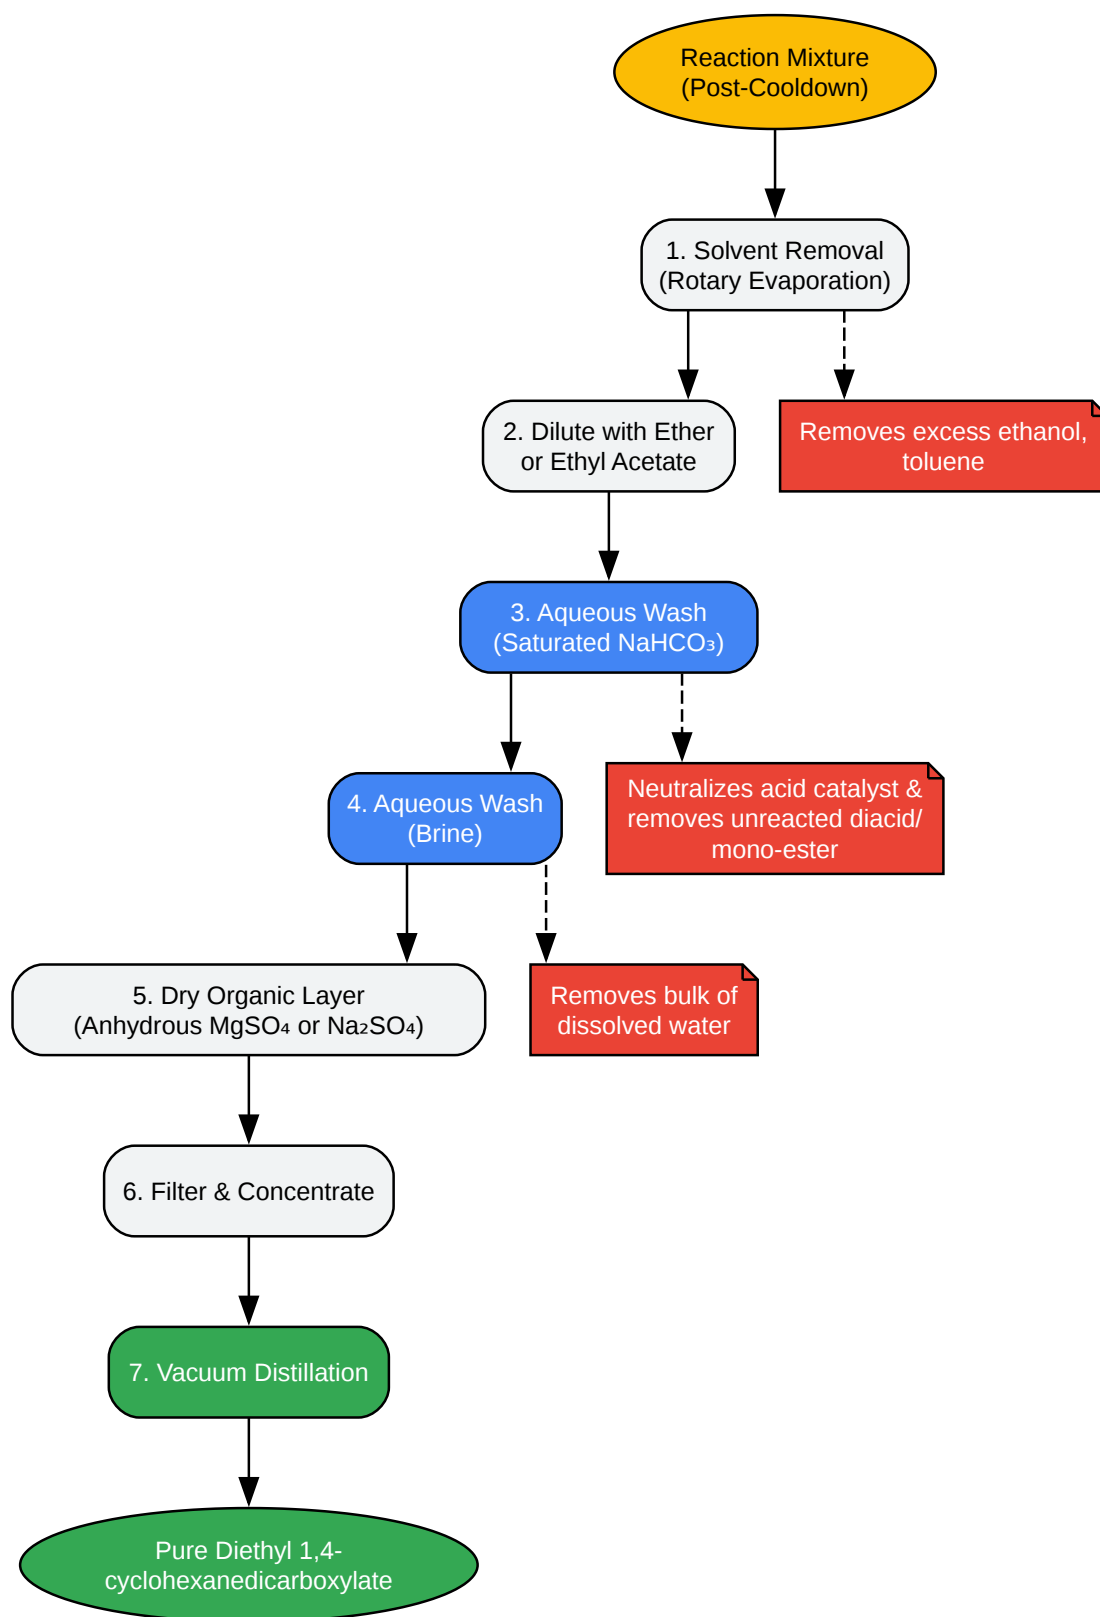 Reaction Mixture
(Post-Cooldown)
1. Solvent Removal
(Rotary Evaporation)
2. Dilute with Ether
or Ethyl Acetate
Removes excess ethanol,
toluene
3. Aqueous Wash
(Saturated NaHCO₃)
4. Aqueous Wash
(Brine)
Neutralizes acid catalyst &
removes unreacted diacid/
mono-ester
5. Dry Organic Layer
(Anhydrous MgSO₄ or Na₂SO₄)
Removes bulk of
dissolved water
6. Filter & Concentrate
7. Vacuum Distillation
Pure Diethyl 1,4-
cyclohexanedicarboxylate